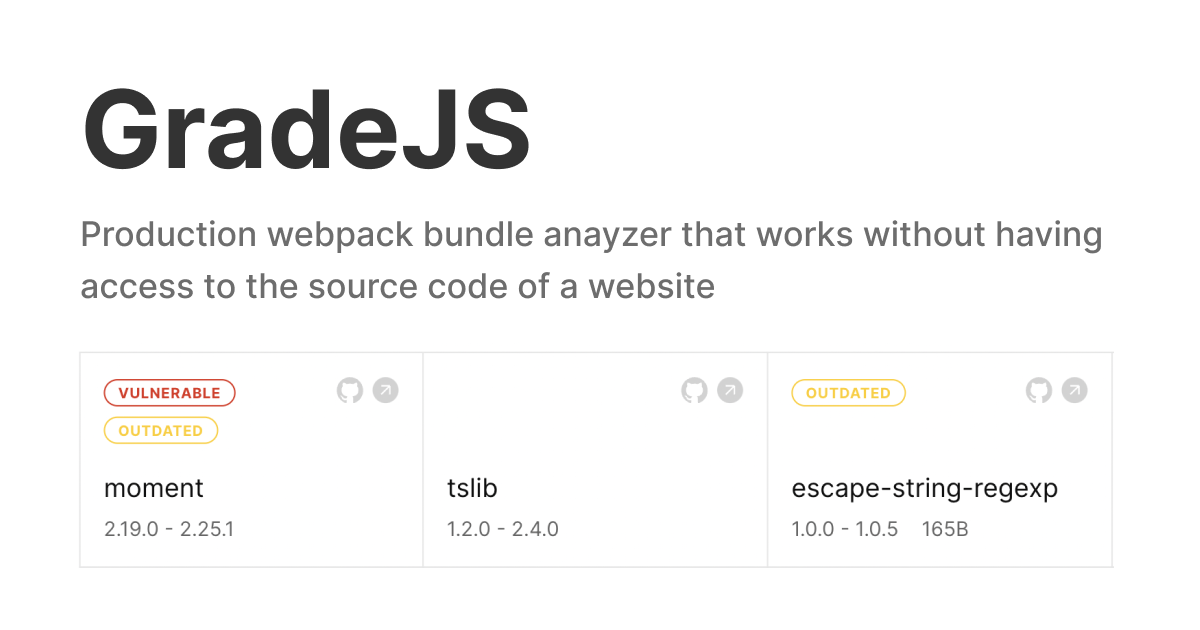 GradeJS
Production webpack bundle anayzer that works without having
access to the source code of a website
VULNERABLE
OUTDATED
moment
2.19.0 - 2.25.1
tslib
1.2.0 - 2.4.0
OUTDATED
escape-string-regexp
1.0.0 - 1.0.5 165B